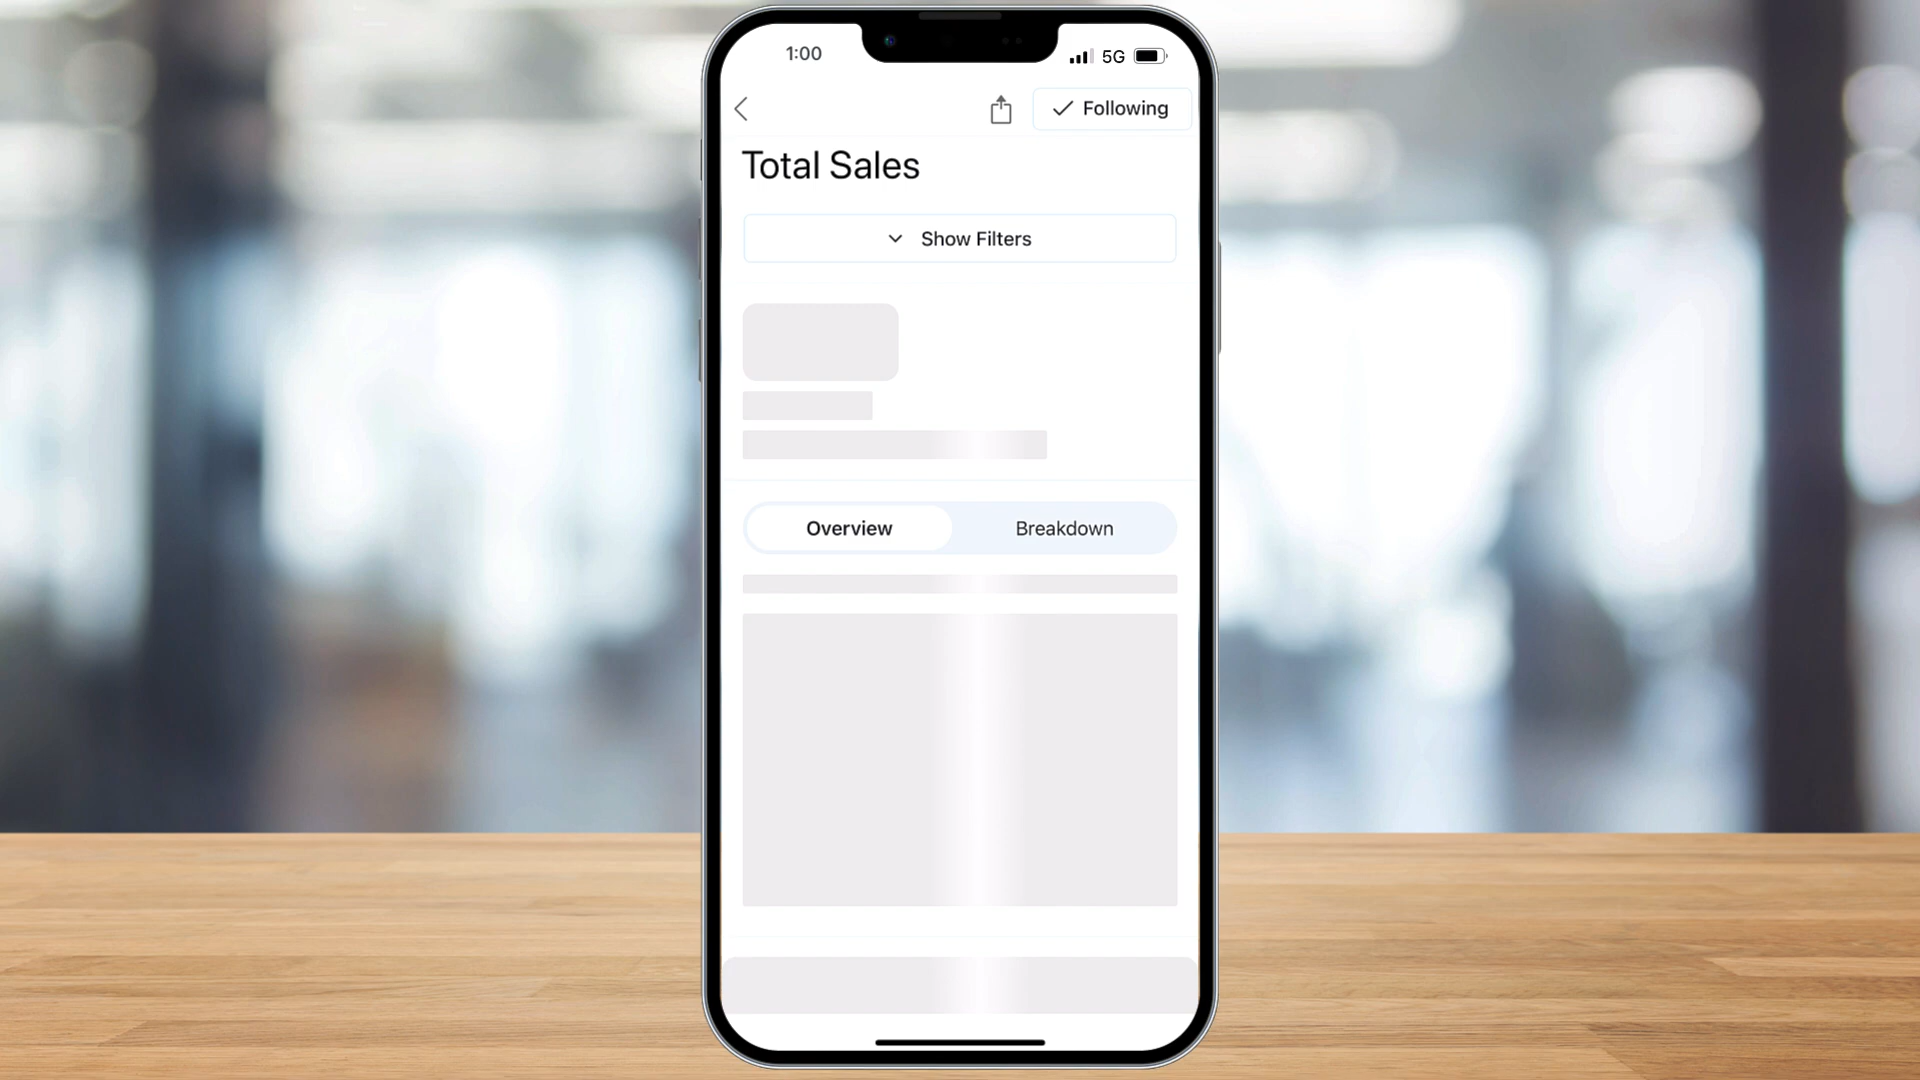 1:00
5G
Following
Total Sales
Show Filters
Overview
Breakdown